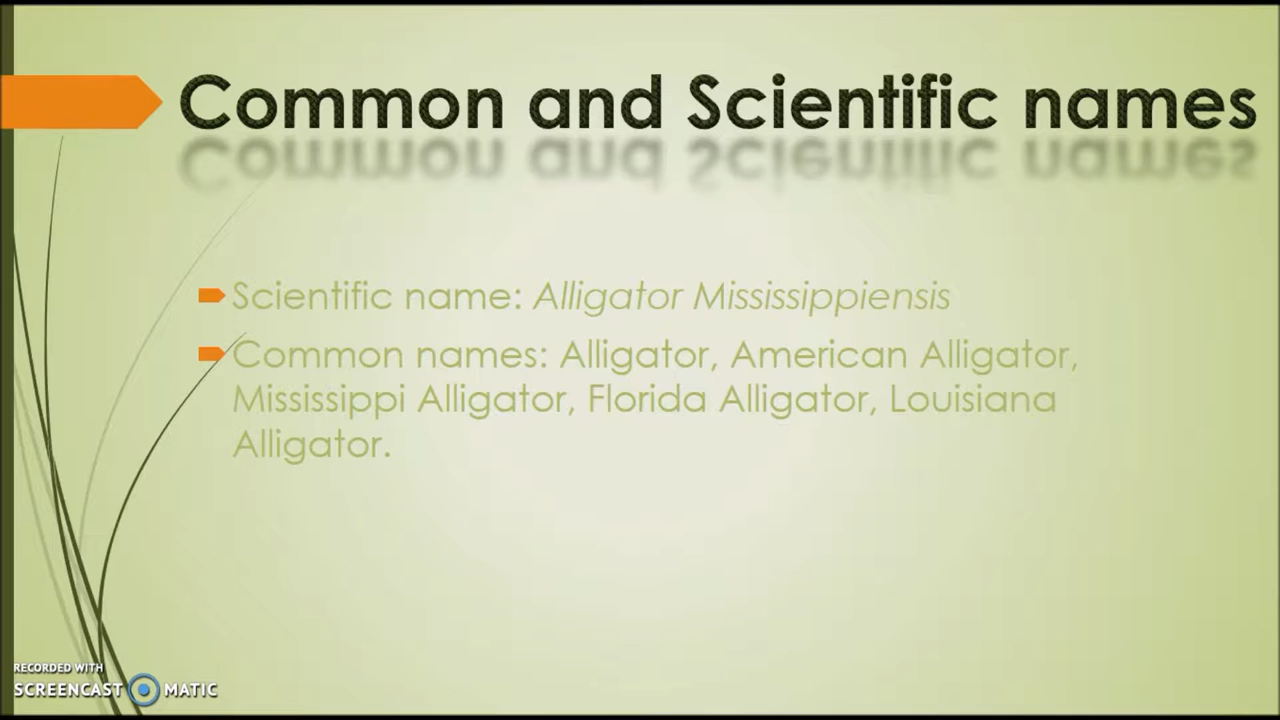 Common and Scientific names
Scientific name: Alligator Mississippiensis
Common names: Alligator, American Alligator,
Mississippi Alligator, Florida Alligator, Louisiana
Alligator.
RECORDED WITH
SCREENCAST MATIC